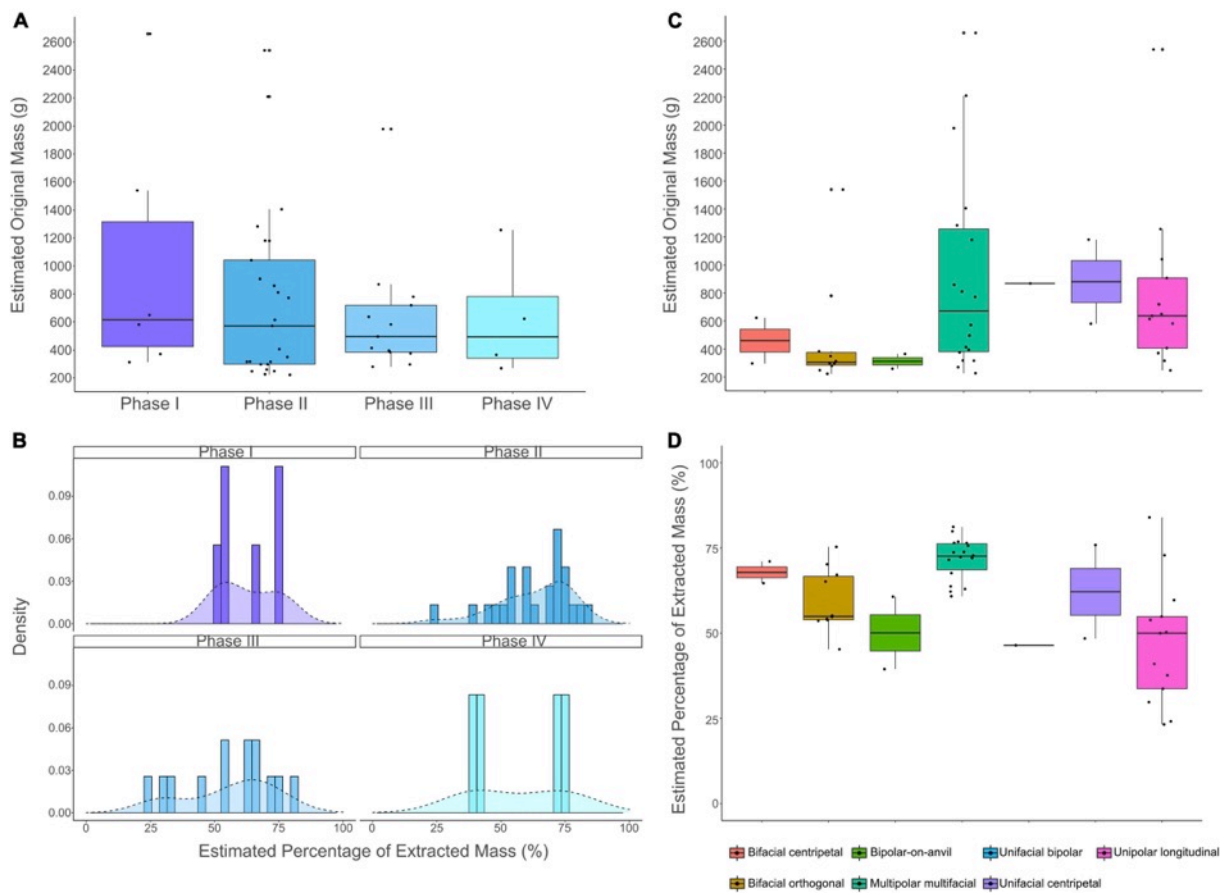 A
Estimated Original Mass (g)
2600
2400
2200
2000
1800
1600
1400
1200
1000
800
600
400
200
Phase I Phase II Phase III Phase IV
B
Density
Phase I Phase II
0.09
0.06
0.03
0.00
Phase III Phase IV
0.09
0.06
0.03
0.00
0 25 50 75 100 0 25 50 75 100
Estimated Percentage of Extracted Mass (%)
C
Estimated Original Mass (g)
2600
2400
2200
2000
1800
1600
1400
1200
1000
800
600
400
200
D
Estimated Percentage of Extracted Mass (%)
100
75
50
25
0
Bifacial centripetal Bipolar-on-anvil Unifacial bipolar Unipolar longitudinal
Bifacial orthogonal Multipolar multifacial Unifacial centripetal